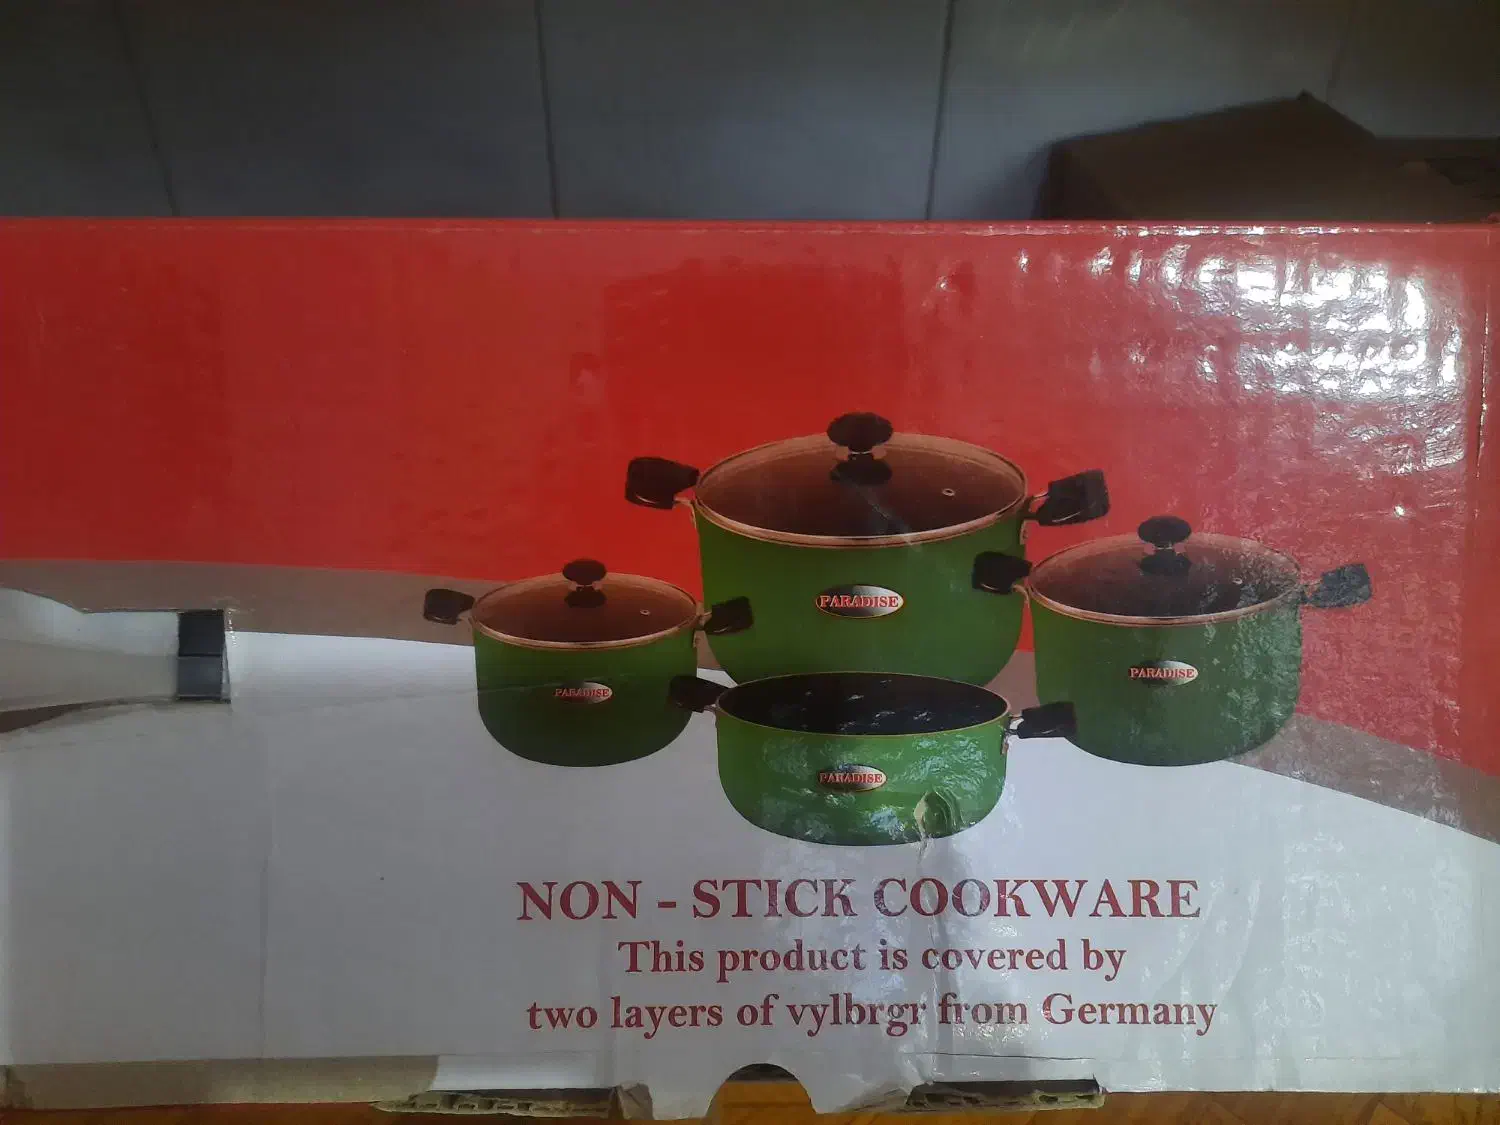 PARADISE
PARADISE
PARADISE
PARADISE
NON - STICK COOKWARE
This product is covered by
two layers of vylbrgr from Germany